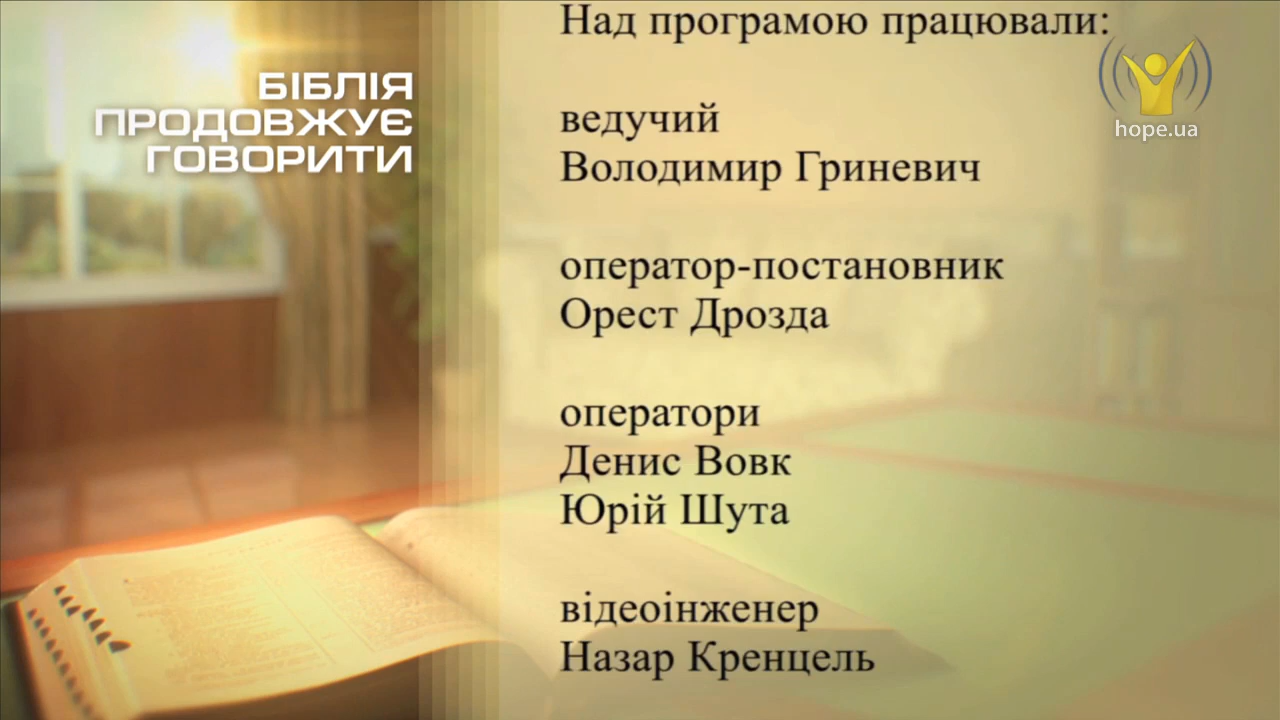 БІБЛІЯ
ПРОДОВЖУЄ
ГОВОРИТИ
Над програмою працювали:
ведучий
Володимир Гриневич
оператор-постановник
Орест Дрозда
оператори
Денис Вовк
Юрій Шута
відеоінженер
Назар Кренцель
hope.ua